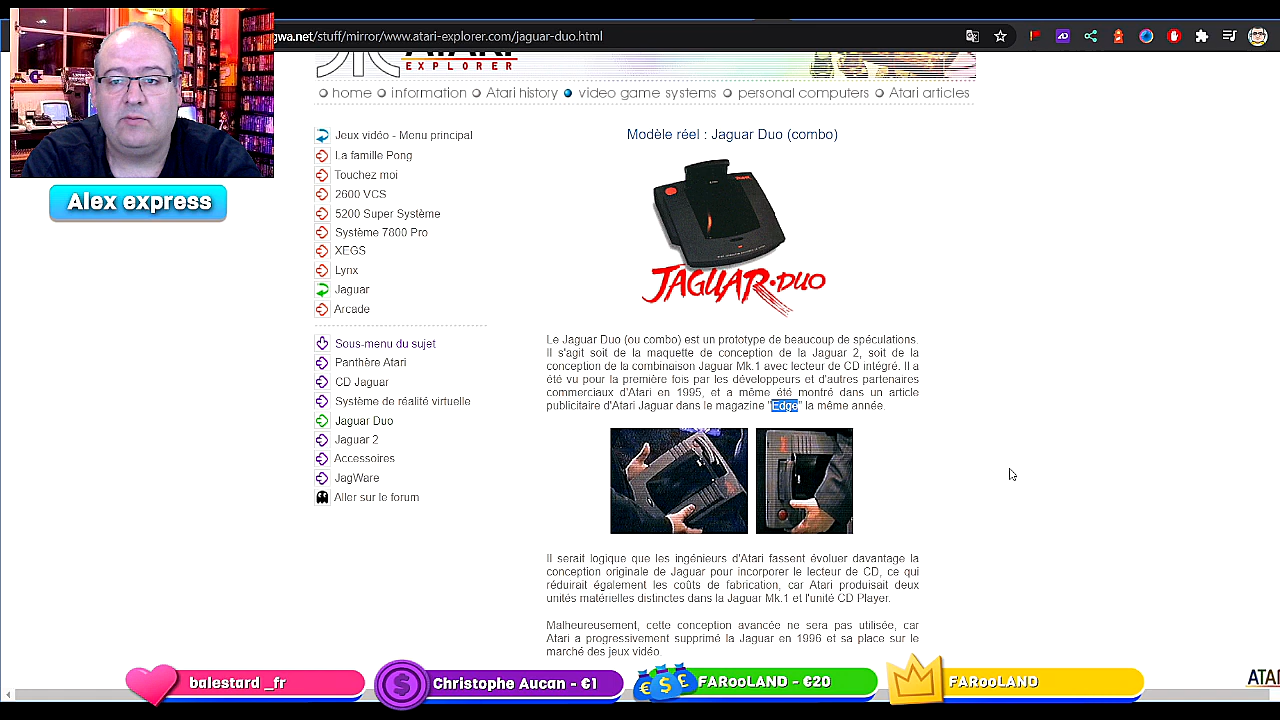 gwa.net/stuff/mirror/www.atari-explorer.com/jaguar-duo.html
EXPLORER
home
information
Atari history
video game systems
personal computers
Atari articles
Alex express
Jeux vidéo - Menu principal
La famille Pong
Touchez moi
2600 VCS
5200 Super Système
Système 7800 Pro
XEGS
Lynx
Jaguar
Arcade
Sous-menu du sujet
Panthère Atari
CD Jaguar
Système de réalité virtuelle
Jaguar Duo
Jaguar 2
Accessoires
JagWare
Aller sur le forum
Modèle réel : Jaguar Duo (combo)
JAGUAR·DUO
Le Jaguar Duo (ou combo) est un prototype de beaucoup de spéculations.
Il s'agit soit de la maquette de conception de la Jaguar 2, soit de la
conception de la combinaison Jaguar Mk.1 avec lecteur de CD intégré. Il a
été vu pour la première fois par les développeurs et d'autres partenaires
commerciaux d'Atari en 1995, et a même été montré dans un article
publicitaire d'Atari Jaguar dans le magazine "Edge" la même année.
Il serait logique que les ingénieurs d'Atari fassent évoluer davantage la
conception originale de Jaguar pour incorporer le lecteur de CD, ce qui
réduirait également les coûts de fabrication, car Atari produisait deux
unités matérielles distinctes dans la Jaguar Mk.1 et l'unité CD Player.
Malheureusement, cette conception avancée ne sera pas utilisée, car
Atari a progressivement supprimé la Jaguar en 1996 et sa place sur le
marché des jeux vidéo.
balestard _fr
Christophe Aucan - €1
FARooLAND - €20
FARooLAND